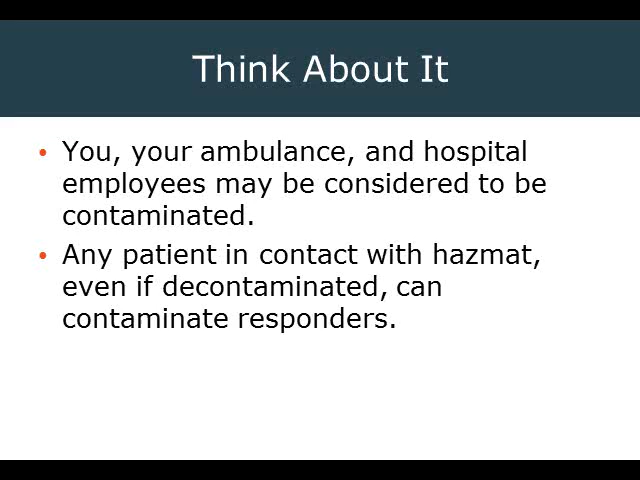 Think About It
• You, your ambulance, and hospital
employees may be considered to be
contaminated.
• Any patient in contact with hazmat,
even if decontaminated, can
contaminate responders.